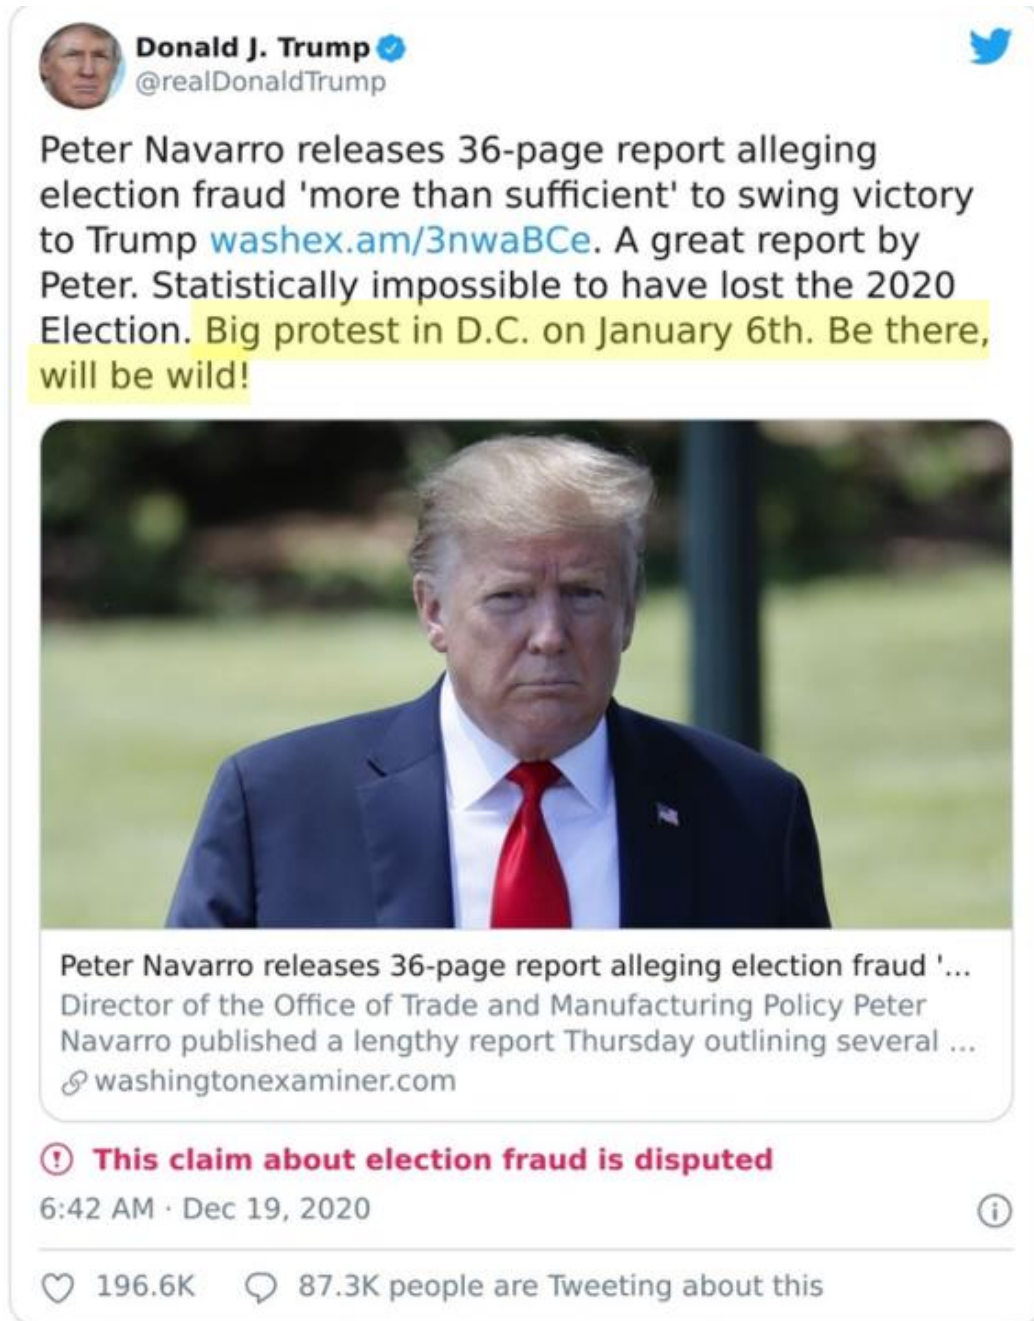 Donald J. Trump
@realDonaldTrump
Peter Navarro releases 36-page report alleging
election fraud 'more than sufficient' to swing victory
to Trump washex.am/3nwaBCe. A great report by
Peter. Statistically impossible to have lost the 2020
Election. Big protest in D.C. on January 6th. Be there,
will be wild!
Peter Navarro releases 36-page report alleging election fraud '...
Director of the Office of Trade and Manufacturing Policy Peter
Navarro published a lengthy report Thursday outlining several ...
washingtonexaminer.com
This claim about election fraud is disputed
6:42 AM · Dec 19, 2020
196.6K 87.3K people are Tweeting about this